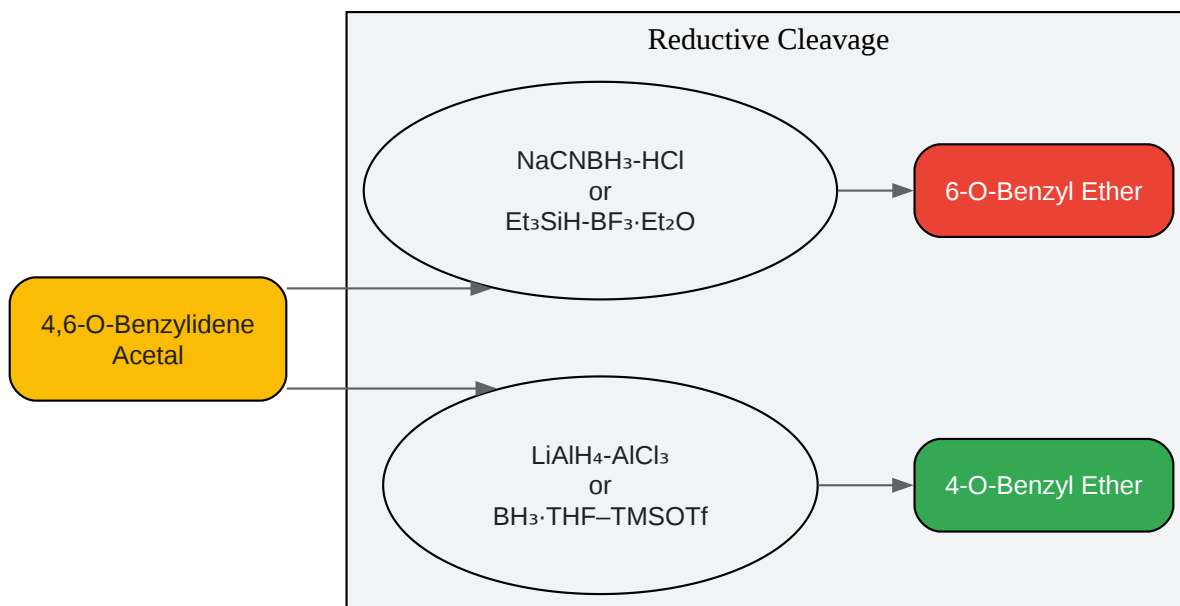 Reductive Cleavage
NaCNBH₃-HCl
or
Et₃SiH-BF₃·Et₂O
6-O-Benzyl Ether
4,6-O-Benzylidene
Acetal
LiAlH₄-AlCl₃
or
BH₃·THF–TMSOTf
4-O-Benzyl Ether